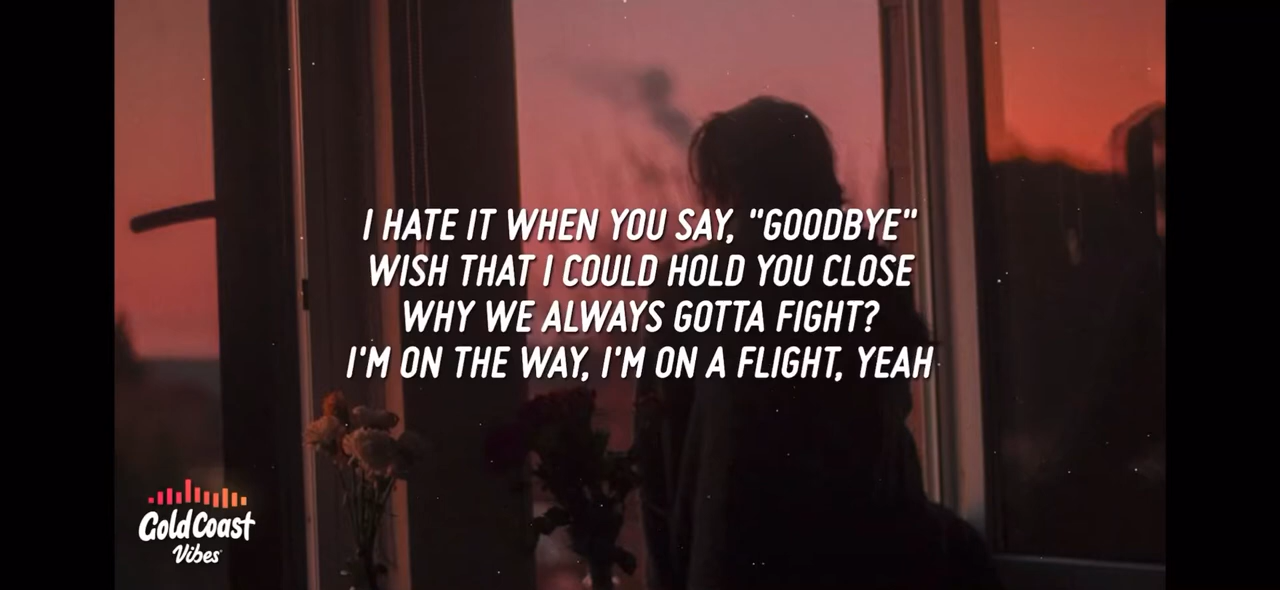 I HATE IT WHEN YOU SAY, "GOODBYE"
WISH THAT I COULD HOLD YOU CLOSE
WHY WE ALWAYS GOTTA FIGHT?
I'M ON THE WAY, I'M ON A FLIGHT, YEAH
Gold Coast
Vibes